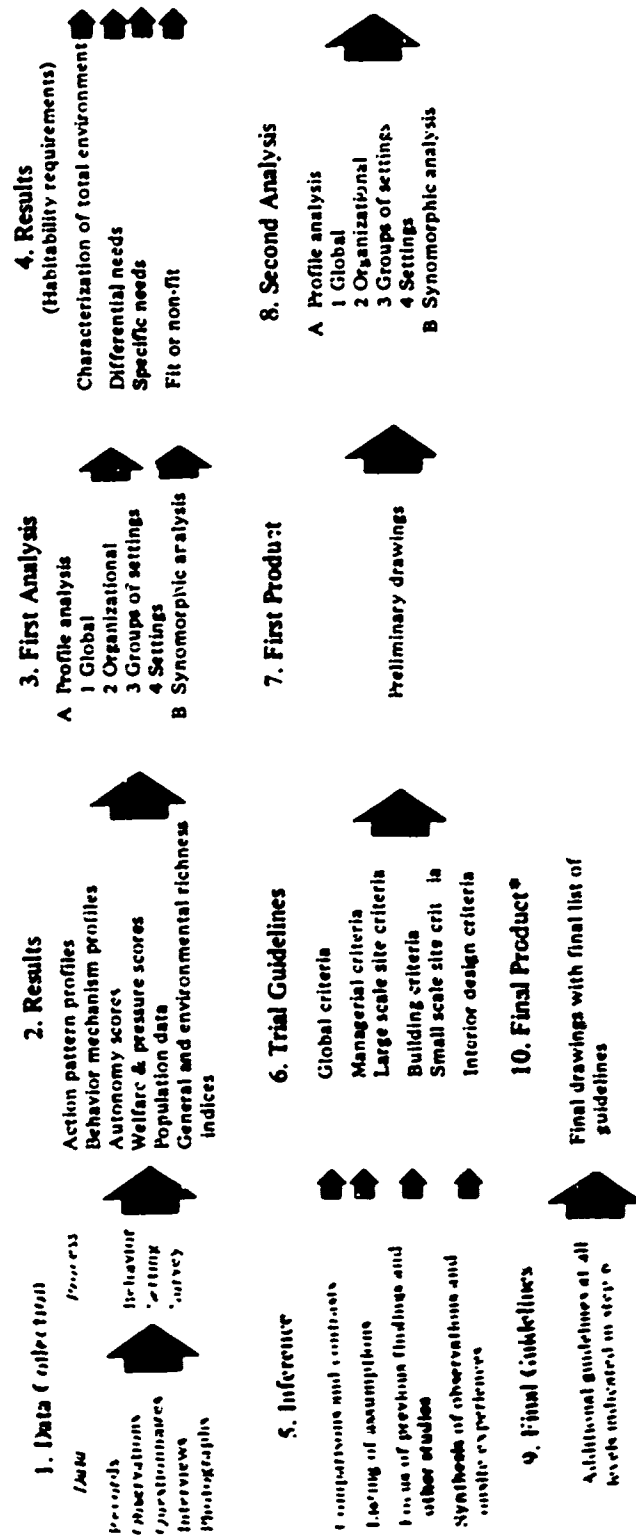 1. Data Collection
Data
Process
Records
Observations
Questionnaires
Interviews
Photographs
Behavior
Setting
Survey
2. Results
Action pattern profiles
Behavior mechanism profiles
Autonomy scores
Welfare & pressure scores
Population data
General and environmental richness
indices
3. First Analysis
A Profile analysis
1 Global
2 Organizational
3 Groups of settings
4 Settings
B Synomorphic analysis
4. Results
(Habitability requirements)
Characterization of total environment
Differential needs
Specific needs
Fit or non-fit
5. Inference
Comparisons and contrasts
Listing of assumptions
Focus of previous findings and
other studies
Synthesis of observations and
onsite experiences
6. Trial Guidelines
Global criteria
Managerial criteria
Large scale site criteria
Building criteria
Small scale site crit ia
Interior design criteria
7. First Product
Preliminary drawings
8. Second Analysis
A Profile analysis
1 Global
2 Organizational
3 Groups of settings
4 Settings
B Synomorphic analysis
9. Final Guidelines
Additional guidelines at all
levels indicated in step 6
10. Final Product*
Final drawings with final list of
guidelines